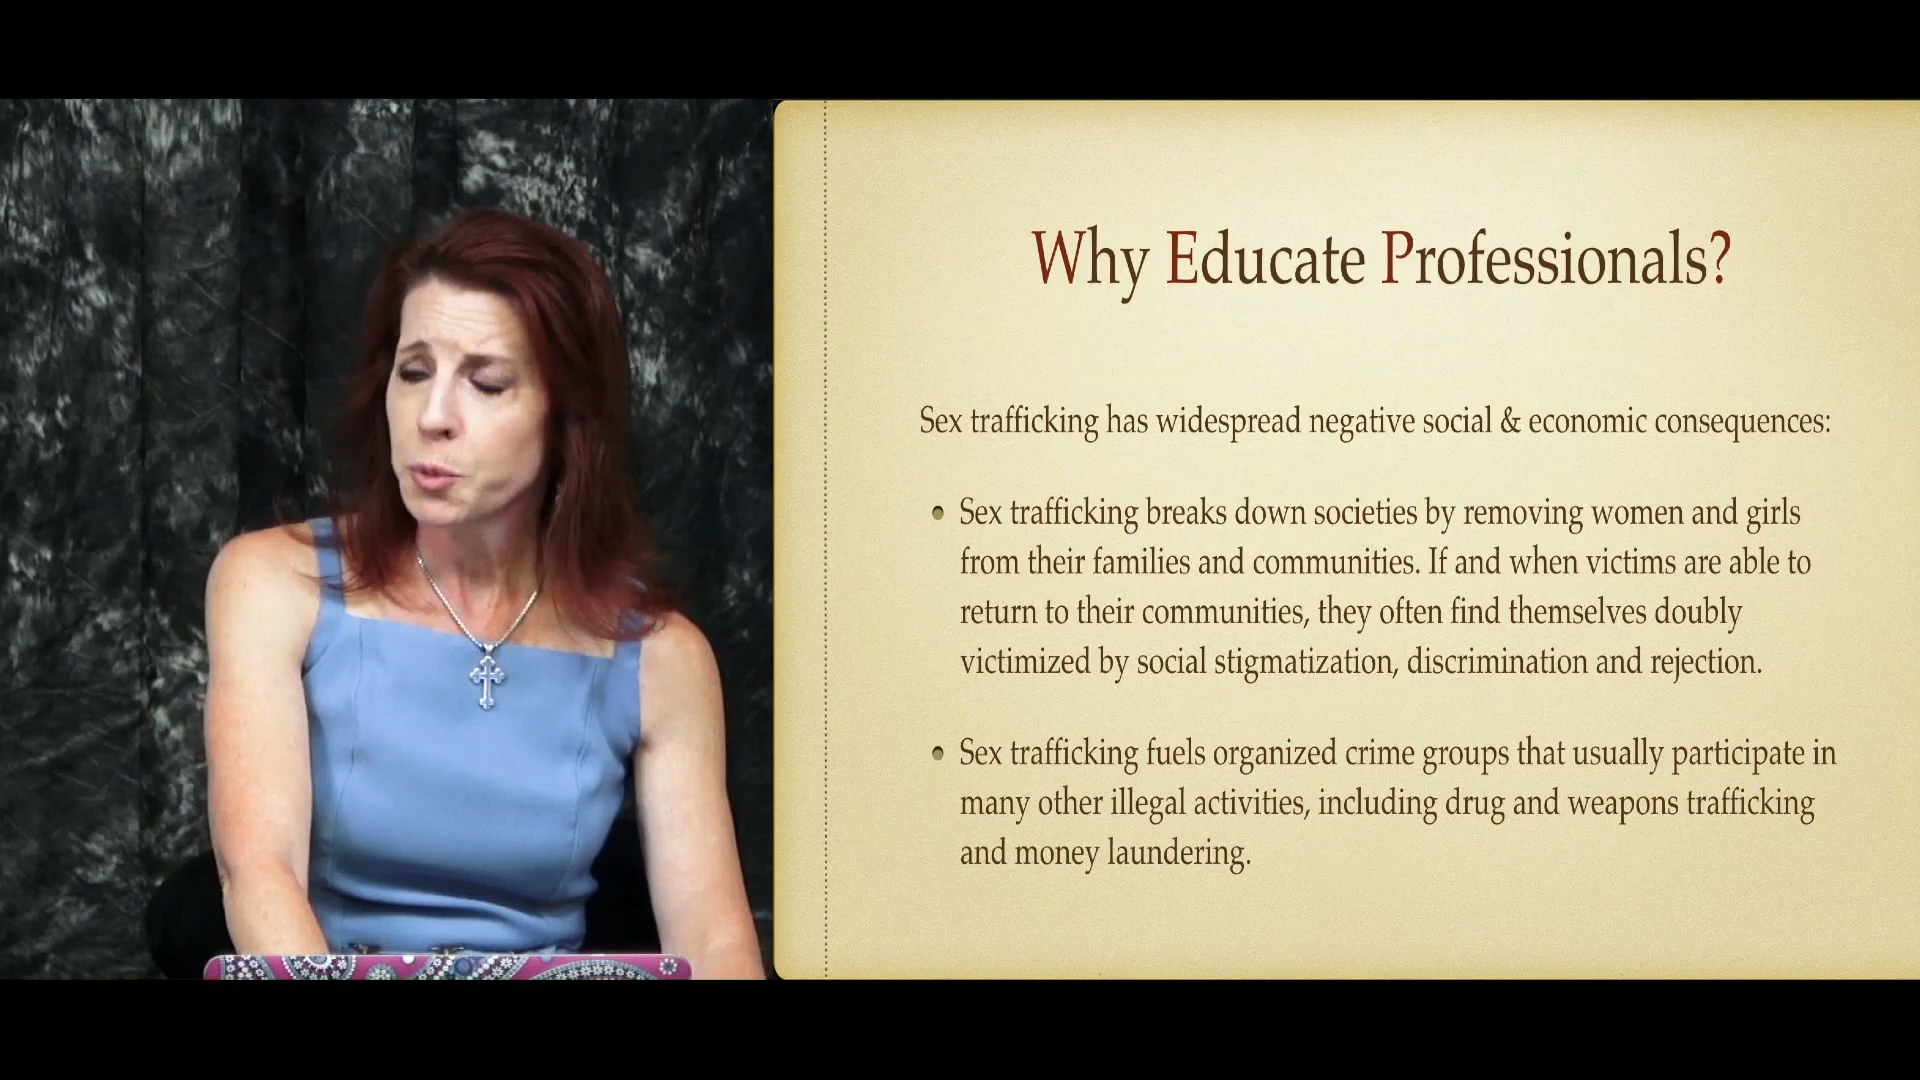 Why Educate Professionals?
Sex trafficking has widespread negative social & economic consequences:
Sex trafficking breaks down societies by removing women and girls
from their families and communities. If and when victims are able to
return to their communities, they often find themselves doubly
victimized by social stigmatization, discrimination and rejection.
Sex trafficking fuels organized crime groups that usually participate in
many other illegal activities, including drug and weapons trafficking
and money laundering.